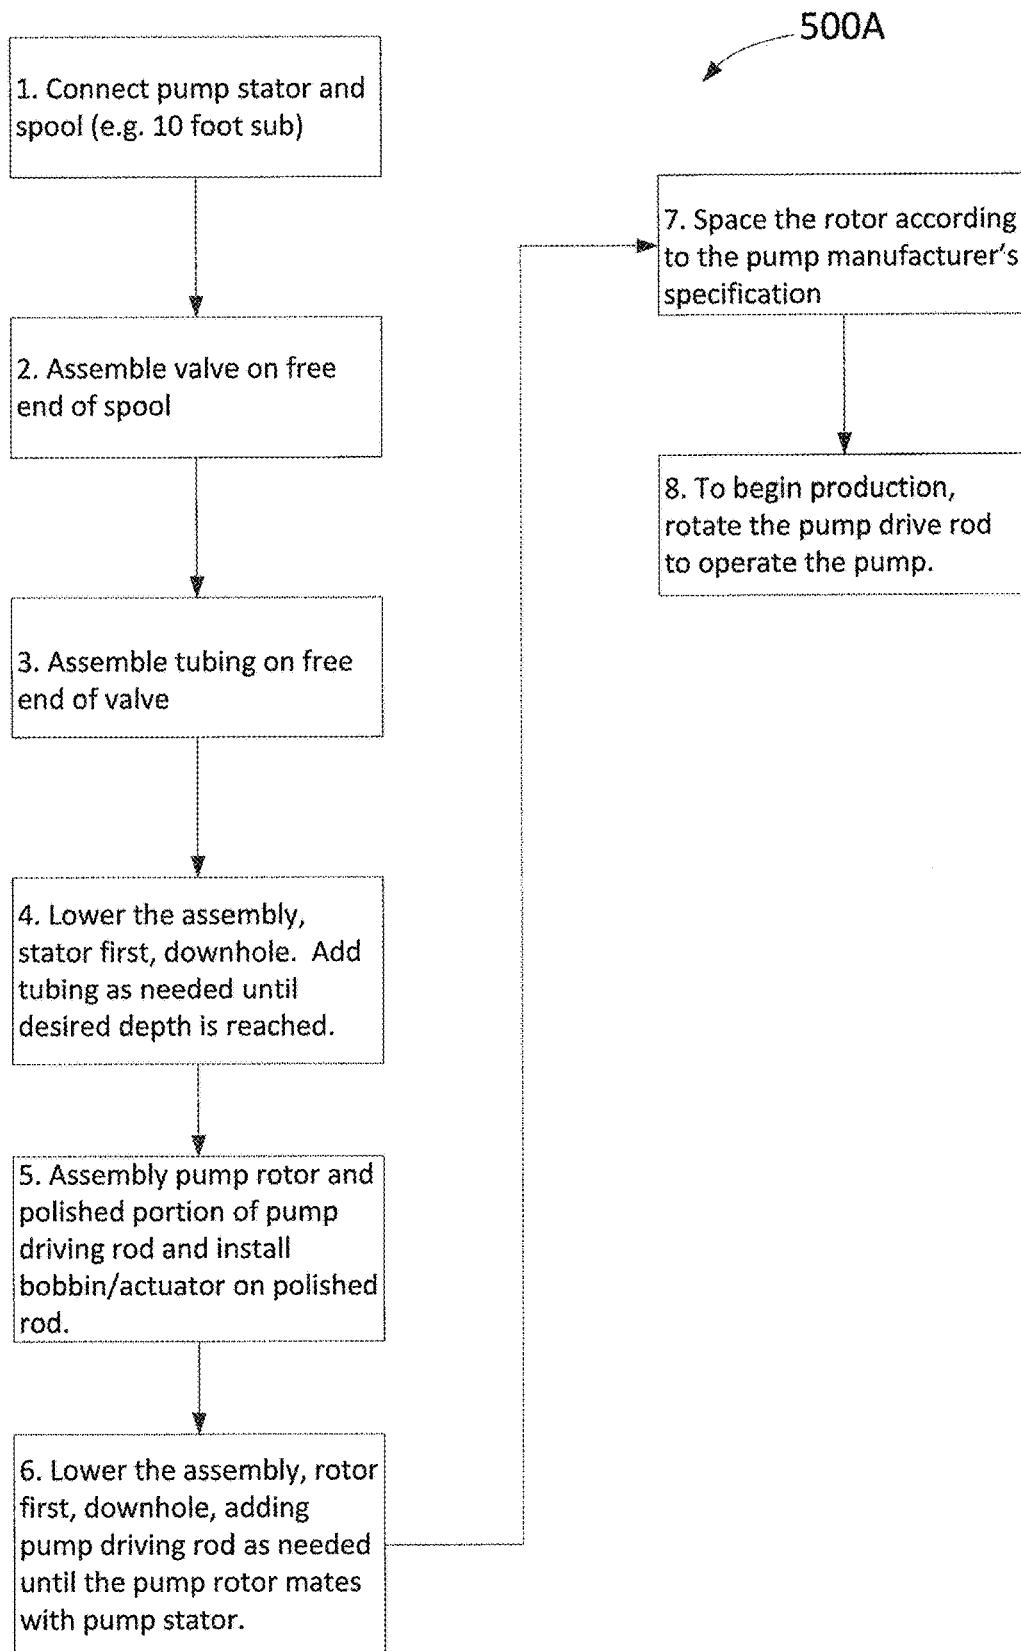 500A
1. Connect pump stator and
spool (e.g. 10 foot sub)
2. Assemble valve on free
end of spool
3. Assemble tubing on free
end of valve
4. Lower the assembly,
stator first, downhole. Add
tubing as needed until
desired depth is reached.
5. Assembly pump rotor and
polished portion of pump
driving rod and install
bobbin/actuator on polished
rod.
6. Lower the assembly, rotor
first, downhole, adding
pump driving rod as needed
until the pump rotor mates
with pump stator.
7. Space the rotor according
to the pump manufacturer's
specification
8. To begin production,
rotate the pump drive rod
to operate the pump.